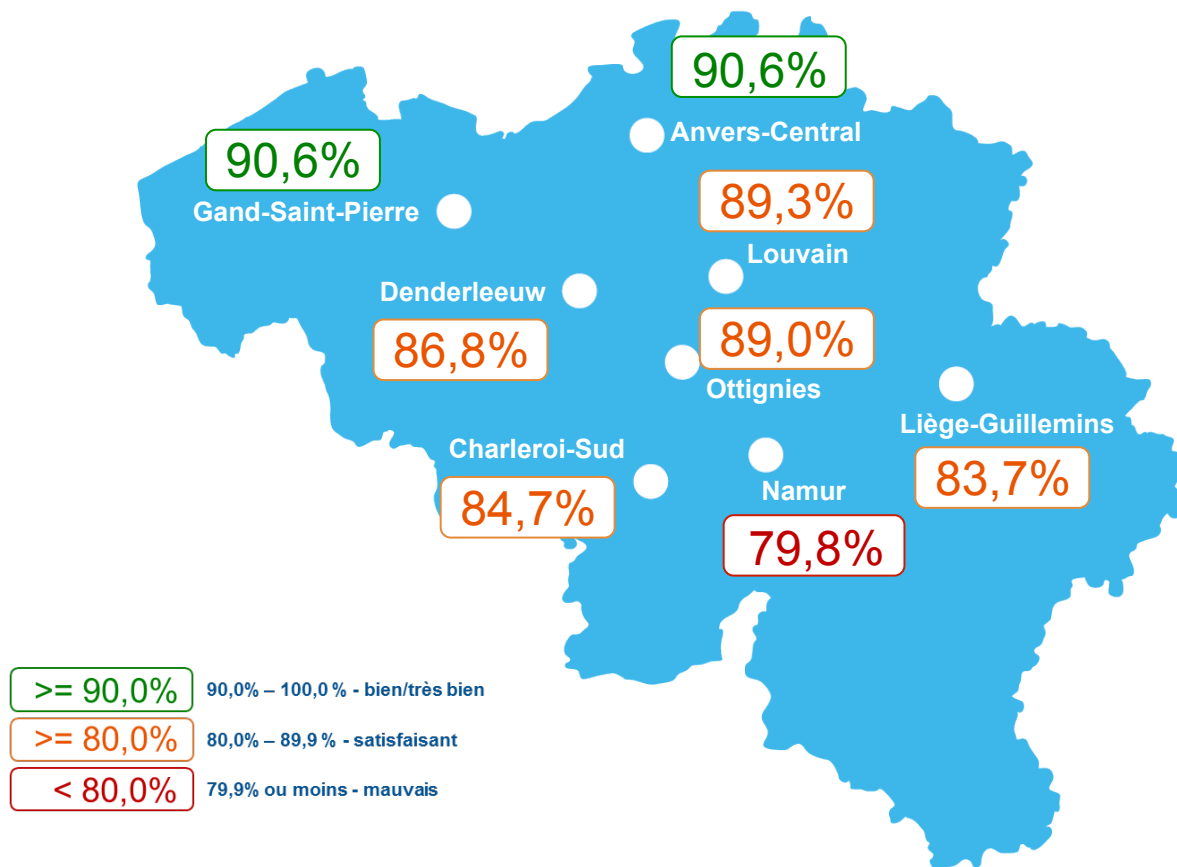 90,6%
Anvers-Central
90,6%
Gand-Saint-Pierre
89,3%
Louvain
Denderleeuw
86,8%
89,0%
Ottignies
Liège-Guillemins
83,7%
Charleroi-Sud
84,7%
Namur
79,8%
>= 90,0% 90,0% – 100,0 % - bien/très bien
>= 80,0% 80,0% – 89,9 % - satisfaisant
< 80,0% 79,9% ou moins - mauvais